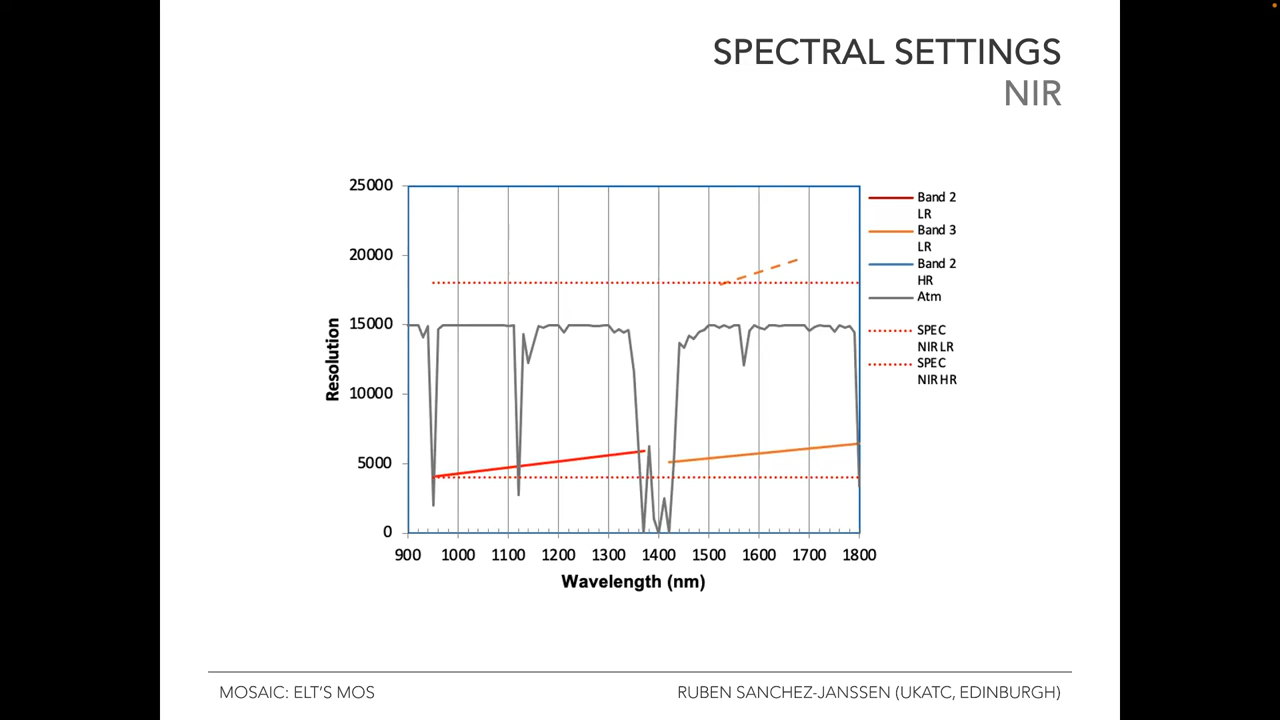 SPECTRAL SETTINGS
NIR
25000
20000
15000
10000
5000
0
Resolution
900 1000 1100 1200 1300 1400 1500 1600 1700 1800
Wavelength (nm)
Band 2
LR
Band 3
LR
Band 2
HR
Atm
SPEC
NIR LR
SPEC
NIR HR
MOSAIC: ELT'S MOS
RUBEN SANCHEZ-JANSSEN (UKATC, EDINBURGH)